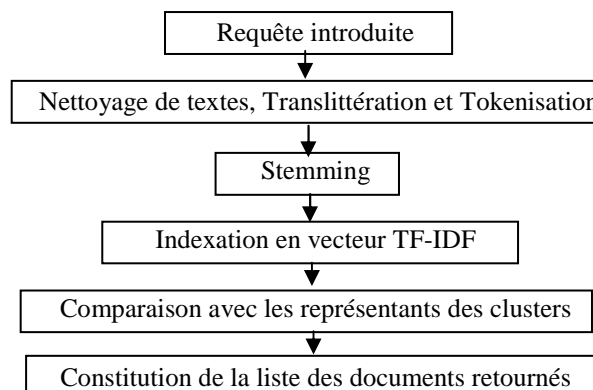 Requête introduite
Nettoyage de textes, Translittération et Tokenisation
Stemming
Indexation en vecteur TF-IDF
Comparaison avec les représentants des clusters
Constitution de la liste des documents retournés